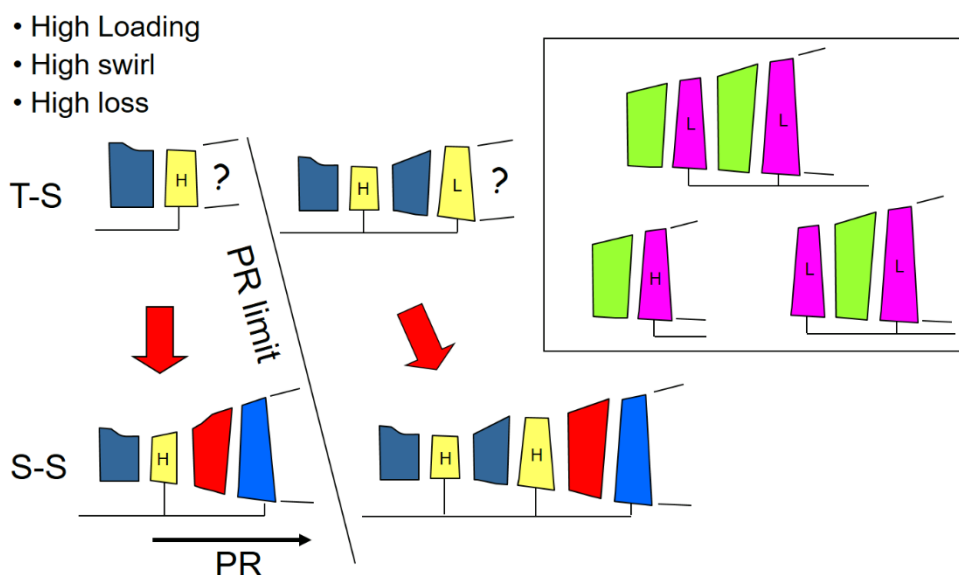 • High Loading
• High swirl
• High loss
T-S
H
?
H
L
?
PR limit
L
L
H
L
L
S-S
H
H
H
PR